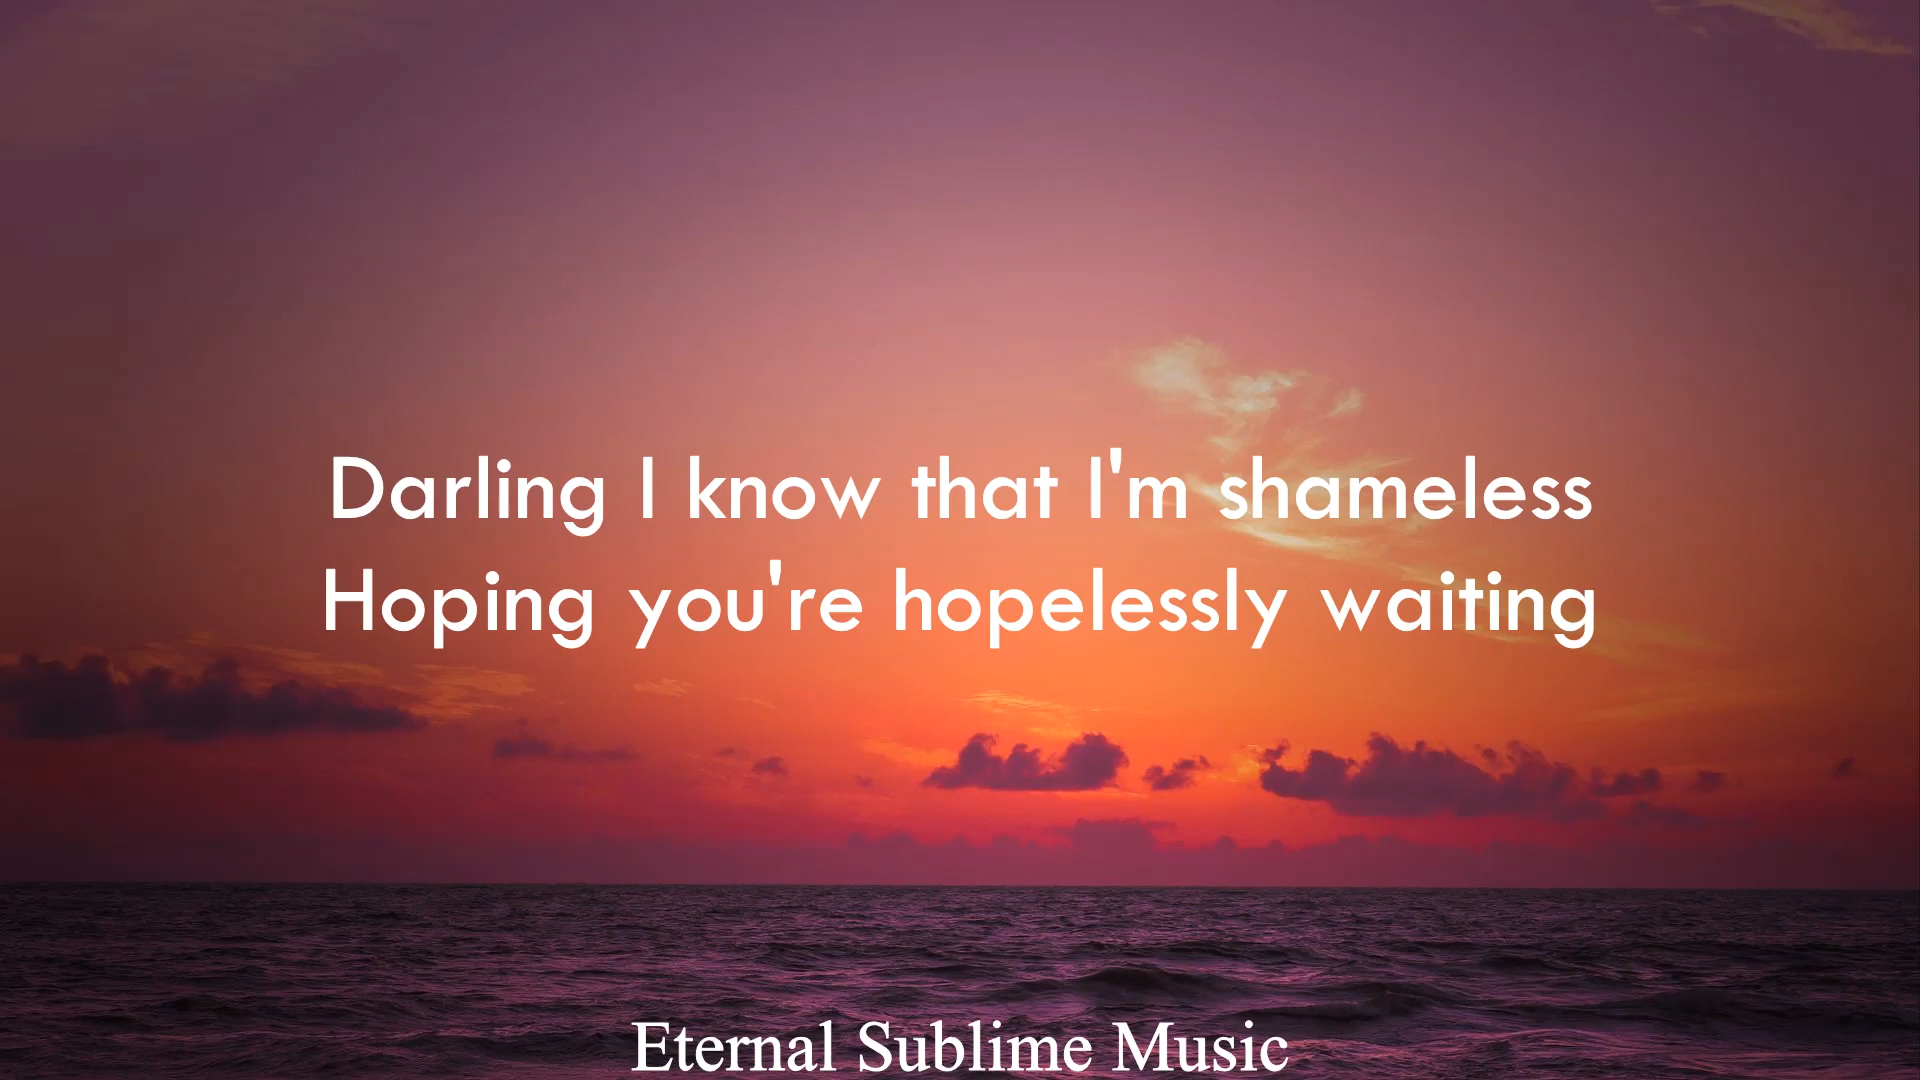 Darling I know that I'm shameless
Hoping you're hopelessly waiting
Eternal Sublime Music